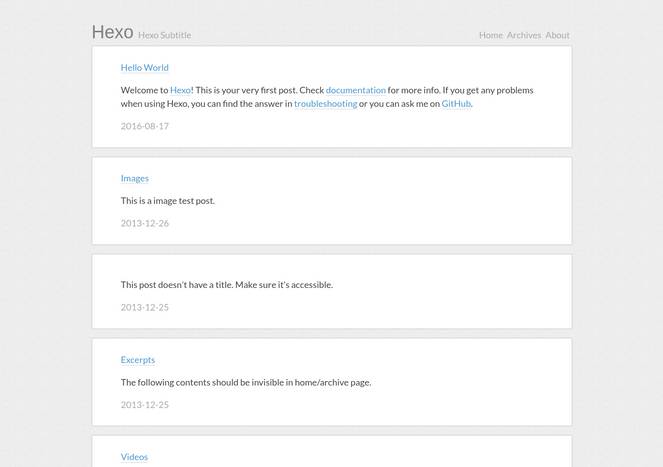 Hexo Hexo Subtitle Home Archives About
Hello World
Welcome to Hexo! This is your very first post. Check documentation for more info. If you get any problems
when using Hexo, you can find the answer in troubleshooting or you can ask me on GitHub.
2016-08-17
Images
This is a image test post.
2013-12-26
This post doesn't have a title. Make sure it's accessible.
2013-12-25
Excerpts
The following contents should be invisible in home/archive page.
2013-12-25
Videos